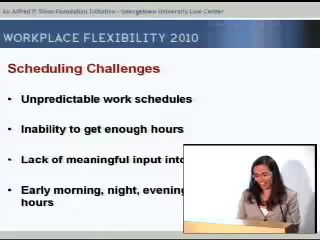 An Alfred P. Sloan Foundation Initiative - Georgetown University Law Center
WORKPLACE FLEXIBILITY 2010
Scheduling Challenges
• Unpredictable work schedules
• Inability to get enough hours
• Lack of meaningful input into
• Early morning, night, evening
hours